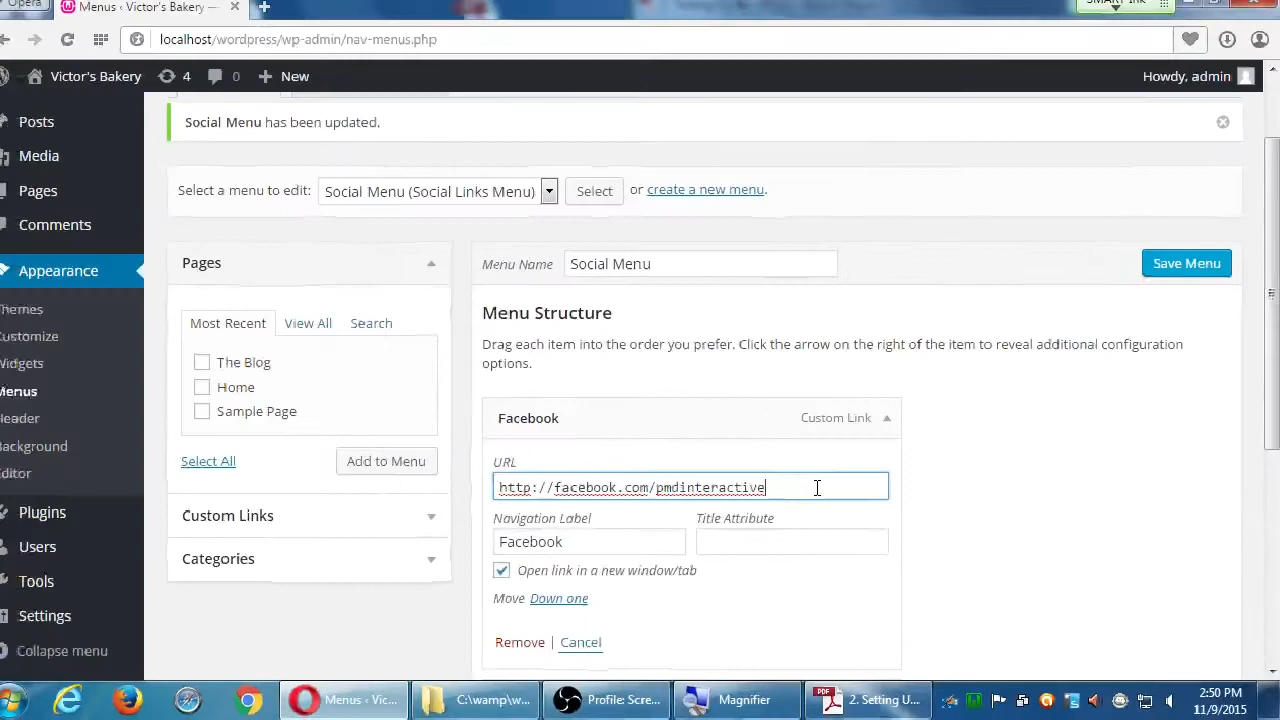 Opera
Menus ‹ Victor's Bakery —
SMART Ink
localhost/wordpress/wp-admin/nav-menus.php
Victor's Bakery 4 0 New Howdy, admin
Posts
Media
Pages
Comments
Appearance
Themes
Customize
Widgets
Menus
Header
Background
Editor
Plugins
Users
Tools
Settings
Collapse menu
Social Menu has been updated.
Select a menu to edit: Social Menu (Social Links Menu) Select or create a new menu.
Pages
Most Recent View All Search
The Blog
Home
Sample Page
Select All Add to Menu
Custom Links
Categories
Menu Name Social Menu Save Menu
Menu Structure
Drag each item into the order you prefer. Click the arrow on the right of the item to reveal additional configuration
options.
Facebook Custom Link
URL
http://facebook.com/pmdinteractive
Navigation Label Title Attribute
Facebook
Open link in a new window/tab
Move Down one
Remove | Cancel
Menus ‹ Vic... C:\wamp\w... Profile: Scre... Magnifier 2. Setting U...
2:50 PM
11/9/2015